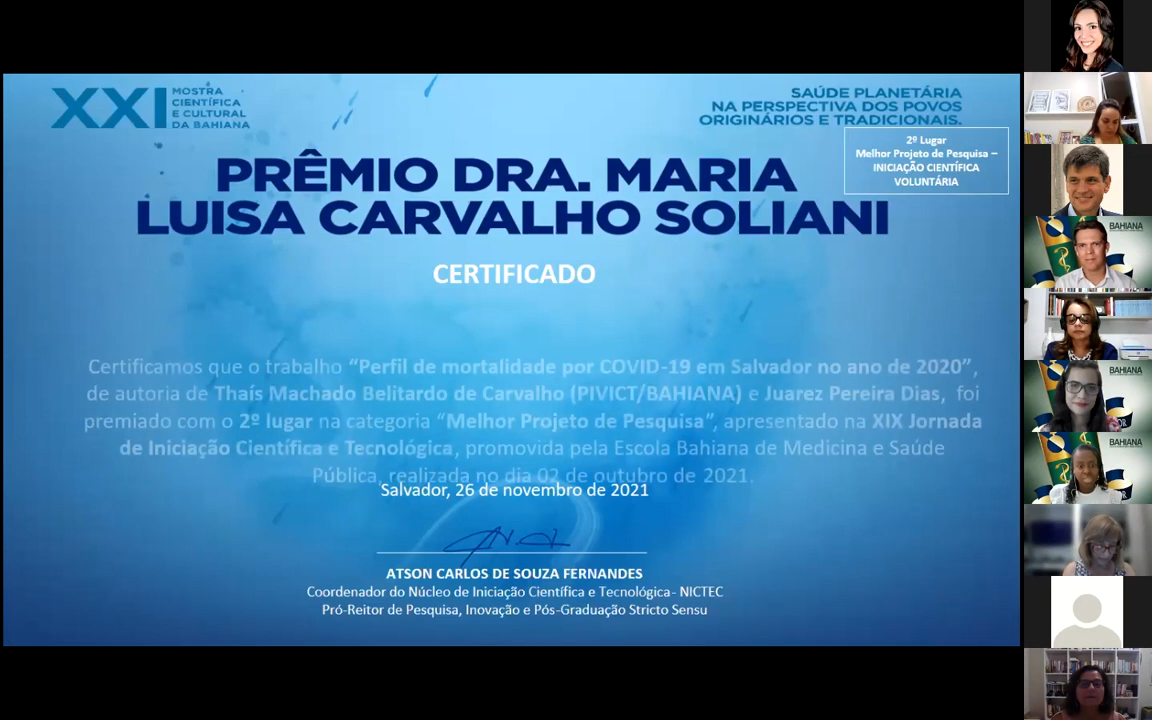 XXI
MOSTRA
CIENTÍFICA
E CULTURAL
DA BAHIANA
SAÚDE PLANETÁRIA
NA PERSPECTIVA DOS POVOS
ORIGINÁRIOS E TRADICIONAIS.
2º Lugar
Melhor Projeto de Pesquisa –
INICIAÇÃO CIENTÍFICA
VOLUNTÁRIA
PRÊMIO DRA. MARIA
LUISA CARVALHO SOLIANI
CERTIFICADO
Certificamos que o trabalho “Perfil de mortalidade por COVID-19 em Salvador no ano de 2020”,
de autoria de Thaís Machado Balitardo de Carvalho (PIVICT/BAHIANA) e Juarez Pereira Dias, foi
premiado com o 2º lugar na categoria “Melhor Projeto de Pesquisa”, apresentado na XIX Jornada
de Iniciação Científica e Tecnológica, promovida pela Escola Bahiana de Medicina e Saúde
Pública, realizada no dia 02 de outubro de 2021.
Salvador, 26 de novembro de 2021
ATSON CARLOS DE SOUZA FERNANDES
Coordenador do Núcleo de Iniciação Científica e Tecnológica - NICTEC
Pró-Reitor de Pesquisa, Inovação e Pós-Graduação Stricto Sensu
BAHIANA
BAHIANA
BAHIANA